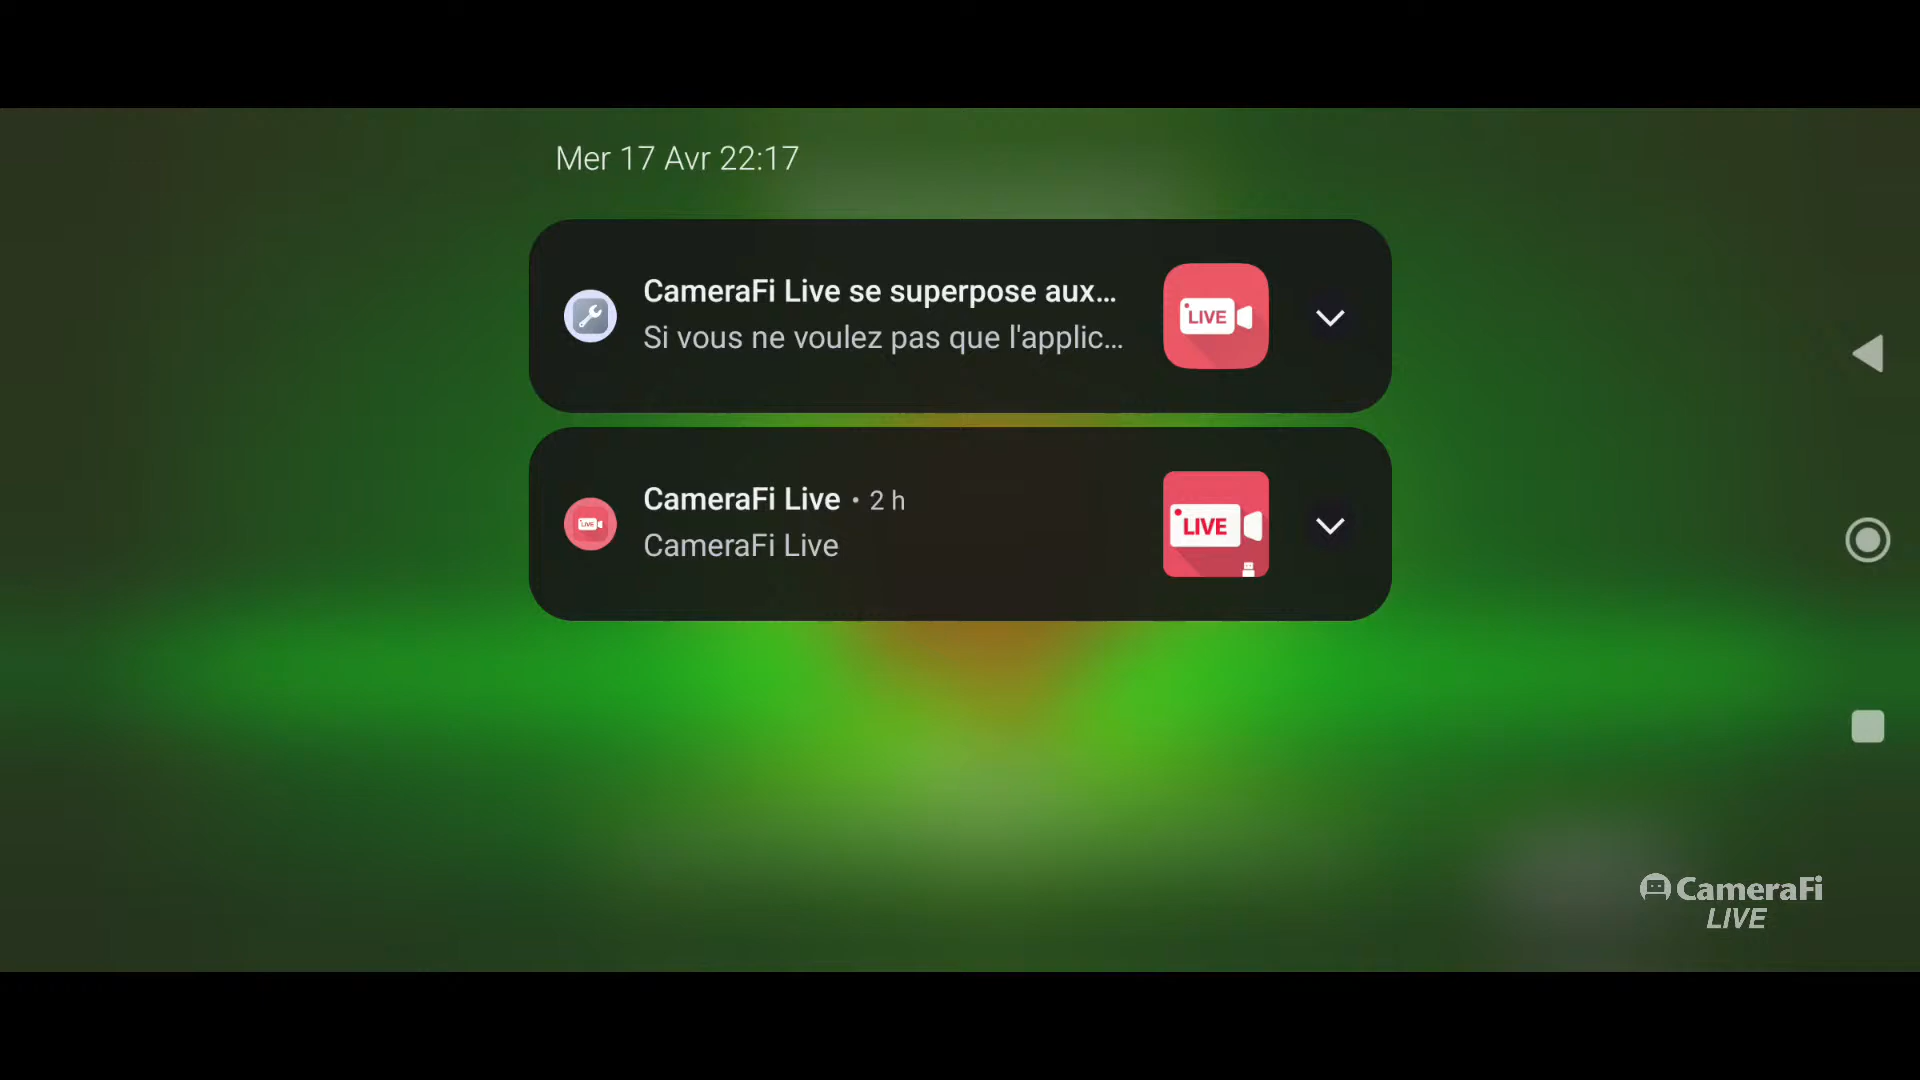 Mer 17 Avr 22:17
CameraFi Live se superpose aux…
Si vous ne voulez pas que l'applic…
LIVE
CameraFi Live • 2 h
CameraFi Live
LIVE
LIVE
CameraFi
LIVE